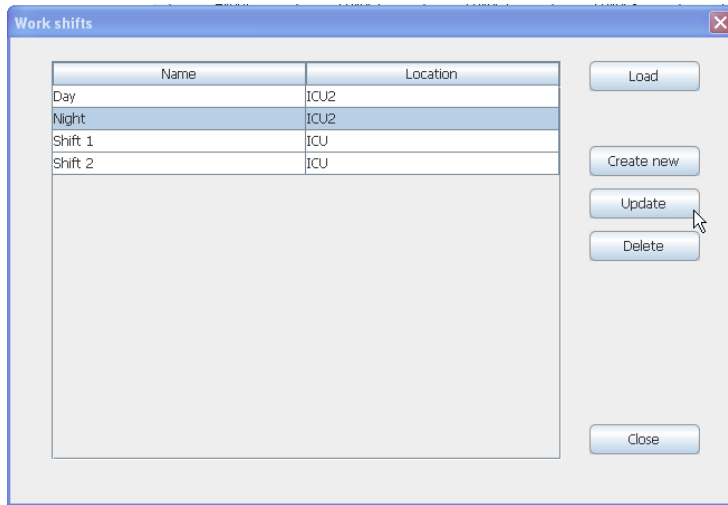 Work shifts
Name Location
Load
Day ICU2
Night ICU2
Shift 1 ICU
Shift 2 ICU
Create new
Update
Delete
Close